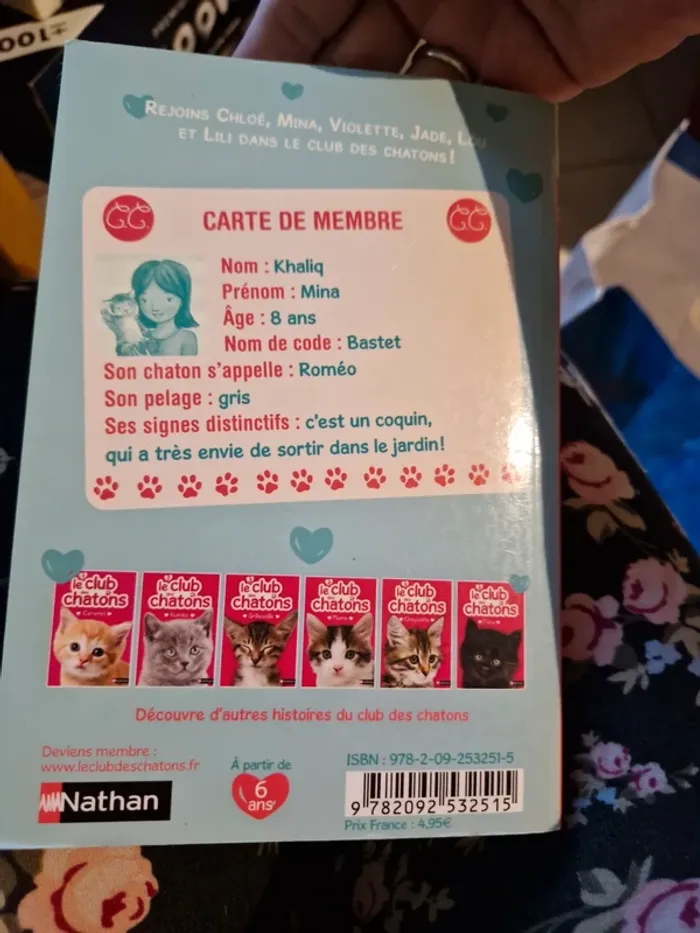 ±100
REJOINS CHLOÉ, MINA, VIOLETTE, JADE, LOU
ET LILI DANS LE CLUB DES CHATONS !
CARTE DE MEMBRE
Nom : Khaliq
Prénom : Mina
Âge : 8 ans
Nom de code : Bastet
Son chaton s'appelle : Roméo
Son pelage : gris
Ses signes distinctifs : c'est un coquin,
qui a très envie de sortir dans le jardin !
le club des chatons
Caramel
le club des chatons
Roméo
le club des chatons
Gribouille
le club des chatons
Plume
le club des chatons
le club des chatons
Découvre d'autres histoires du club des chatons
Deviens membre :
www.leclubdeschatons.fr
Nathan
À partir de
6
ans
ISBN : 978-2-09-253251-5
9 782092 532515
Prix France : 4,95€